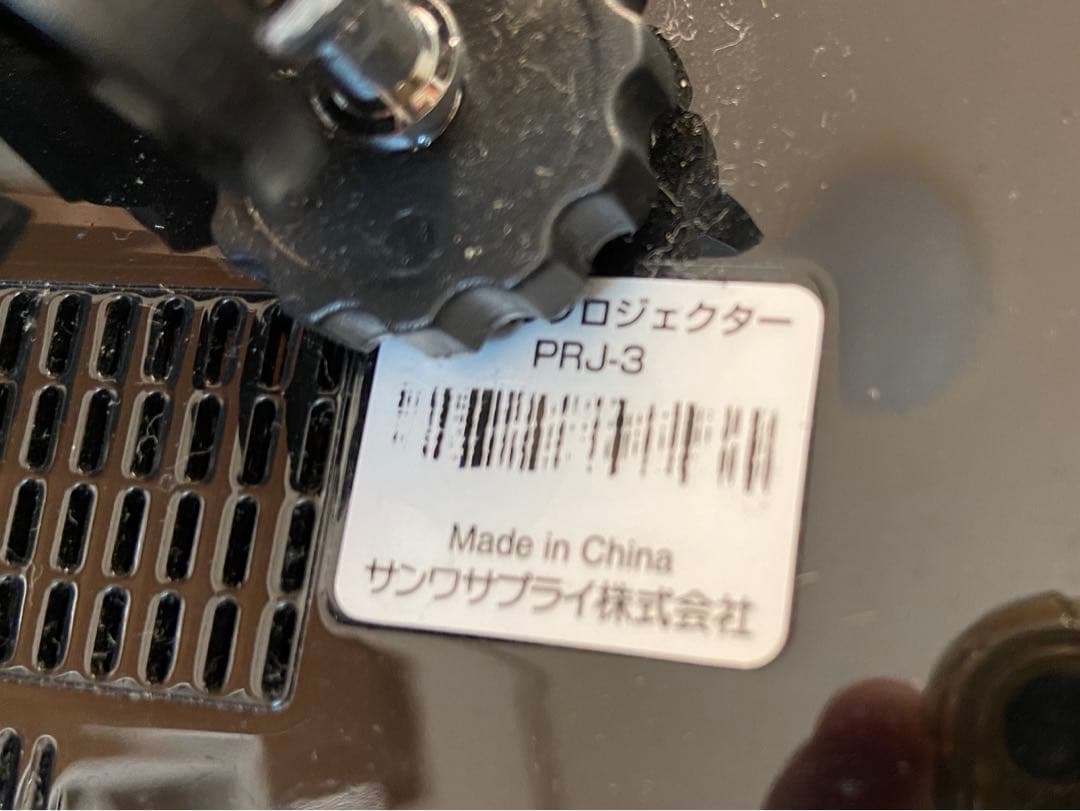 プロジェクター
PRJ-3
Made in China
サンワサプライ株式会社